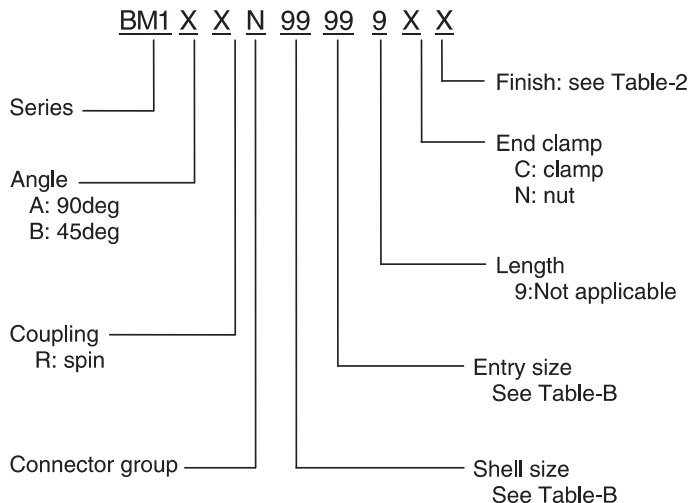 BM1 X X N 99 99 9 X X
Series
Angle
A: 90deg
B: 45deg
Coupling
R: spin
Connector group
Finish: see Table-2
End clamp
C: clamp
N: nut
Length
9:Not applicable
Entry size
See Table-B
Shell size
See Table-B